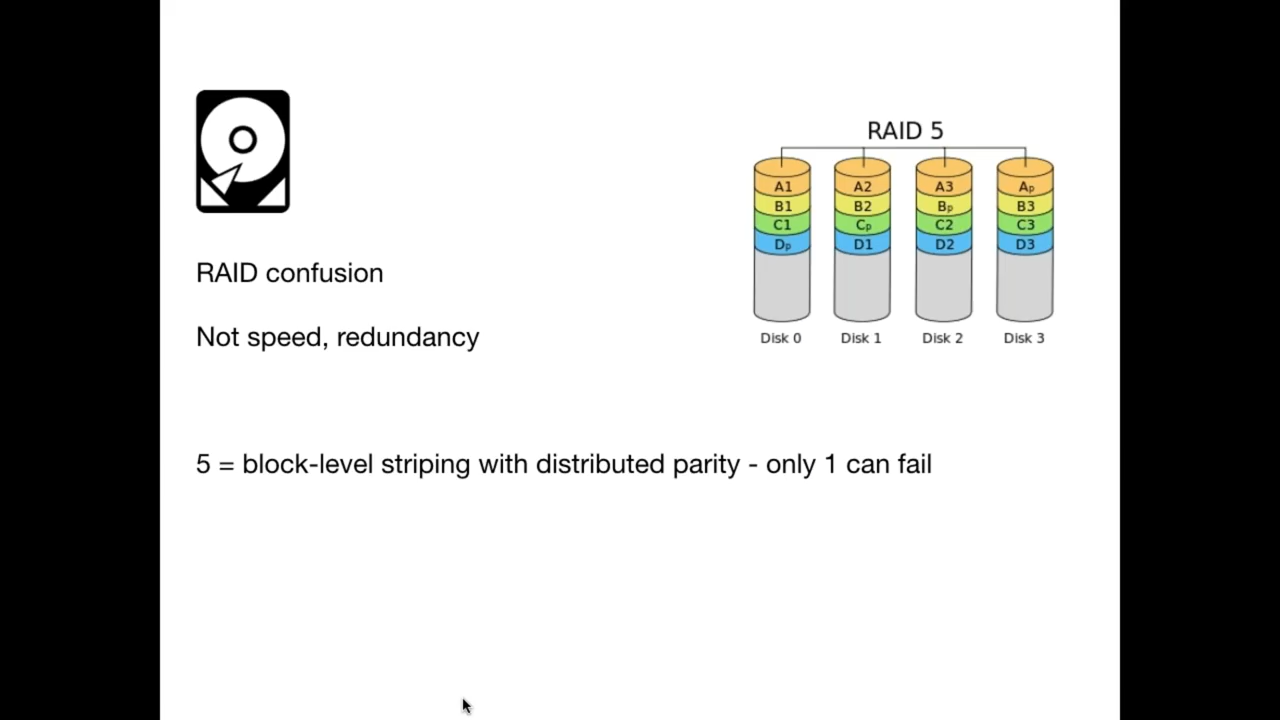 RAID confusion
Not speed, redundancy
5 = block-level striping with distributed parity - only 1 can fail
RAID 5
A1 A2 A3 Ap
B1 B2 Bp B3
C1 Cp C2 C3
Dp D1 D2 D3
Disk 0 Disk 1 Disk 2 Disk 3